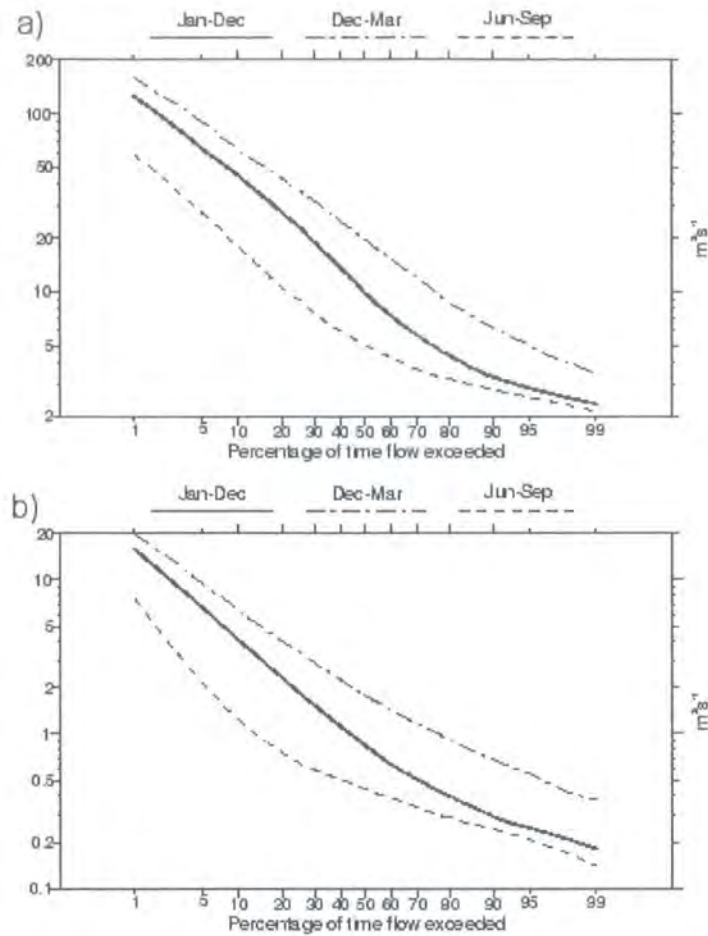 a)
Jan-Dec Dec-Mar Jun-Sep
200
100
50
20
10
5
2
m³s⁻¹
1 5 10 20 30 40 50 60 70 80 90 95 99
Percentage of time flow exceeded
b)
Jan-Dec Dec-Mar Jun-Sep
20
10
5
2
1
0.5
0.2
0.1
m³s⁻¹
1 5 10 20 30 40 50 60 70 80 90 95 99
Percentage of time flow exceeded